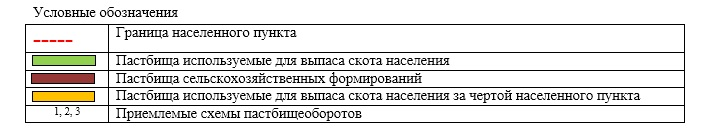 Условные обозначения
Граница населенного пункта
Пастбища используемые для выпаса скота населения
Пастбища сельскохозяйственных формирований
Пастбища используемые для выпаса скота населения за чертой населенного пункта
1, 2, 3 Приемлемые схемы пастбищеоборотов